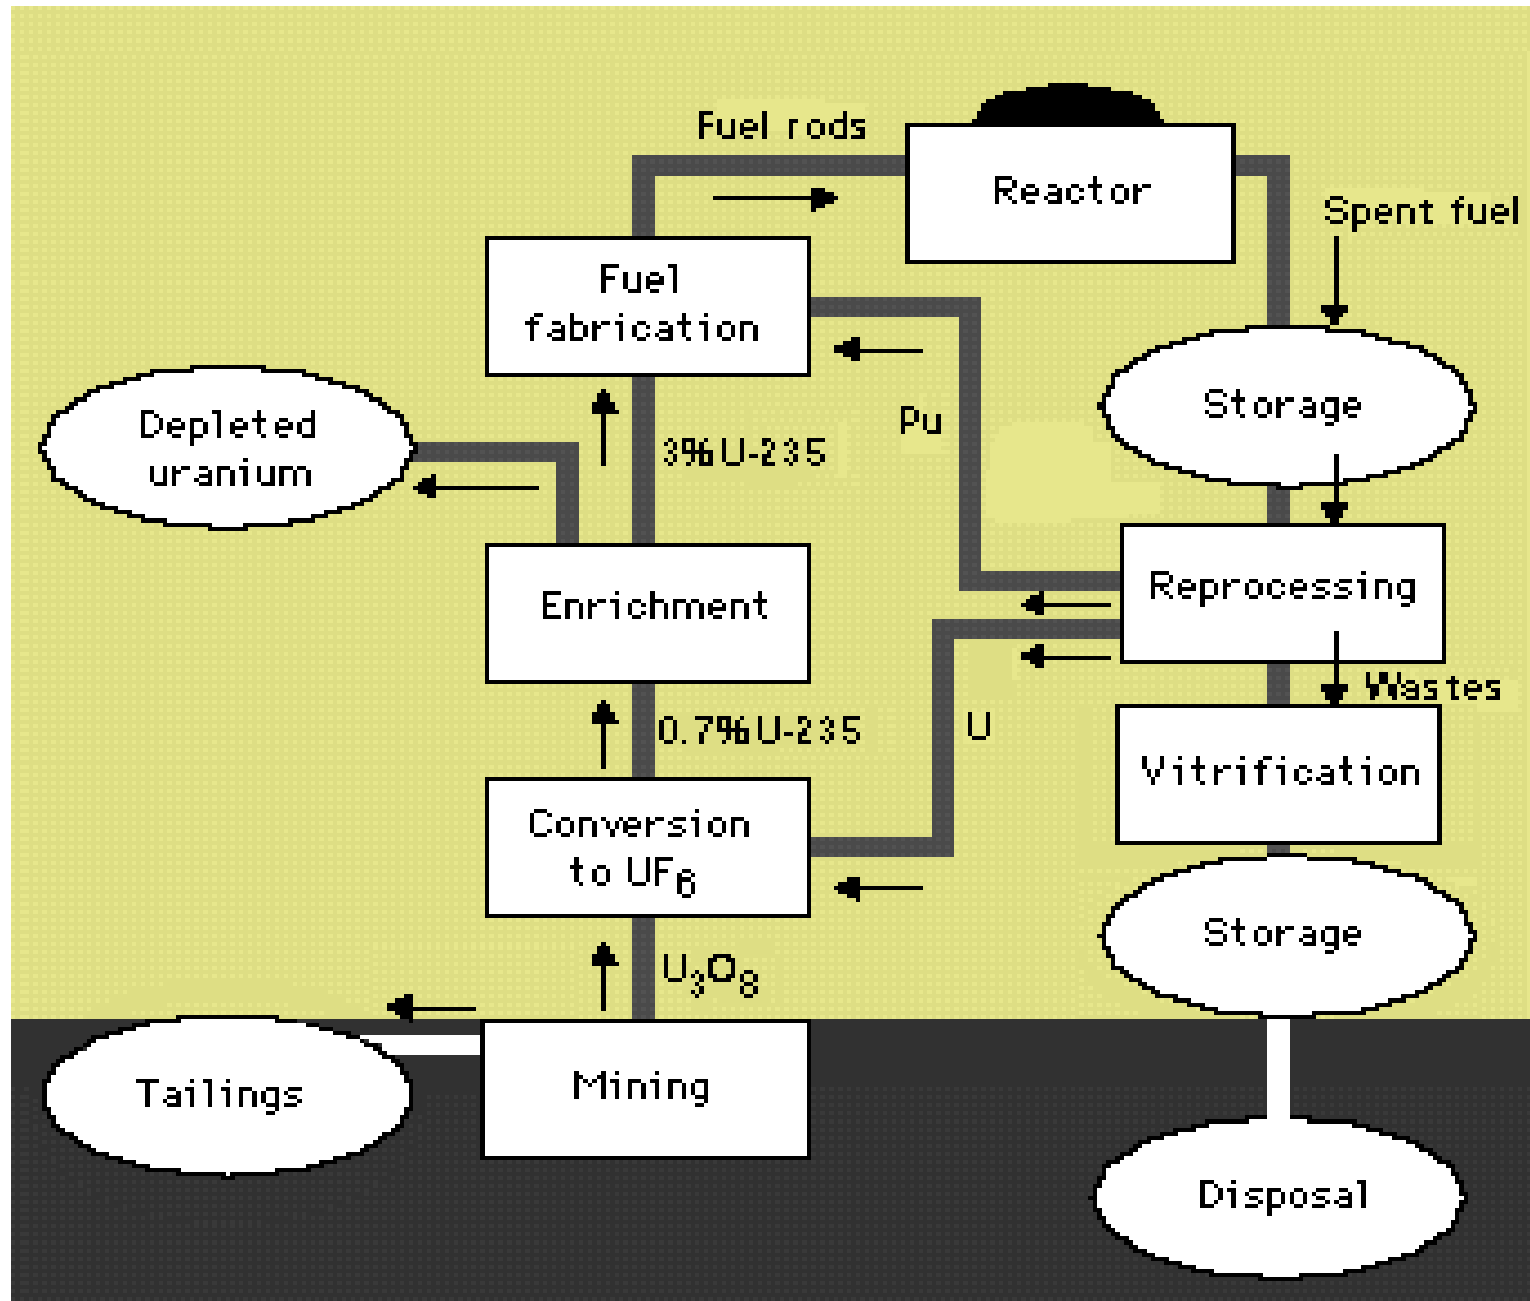 Fuel rods
Reactor
Spent fuel
Fuel
fabrication
Storage
Pu
Depleted
uranium
3% U-235
Enrichment
Reprocessing
Wastes
0.7% U-235
U
Vitrification
Conversion
to UF₆
Storage
U₃O₈
Tailings
Mining
Disposal